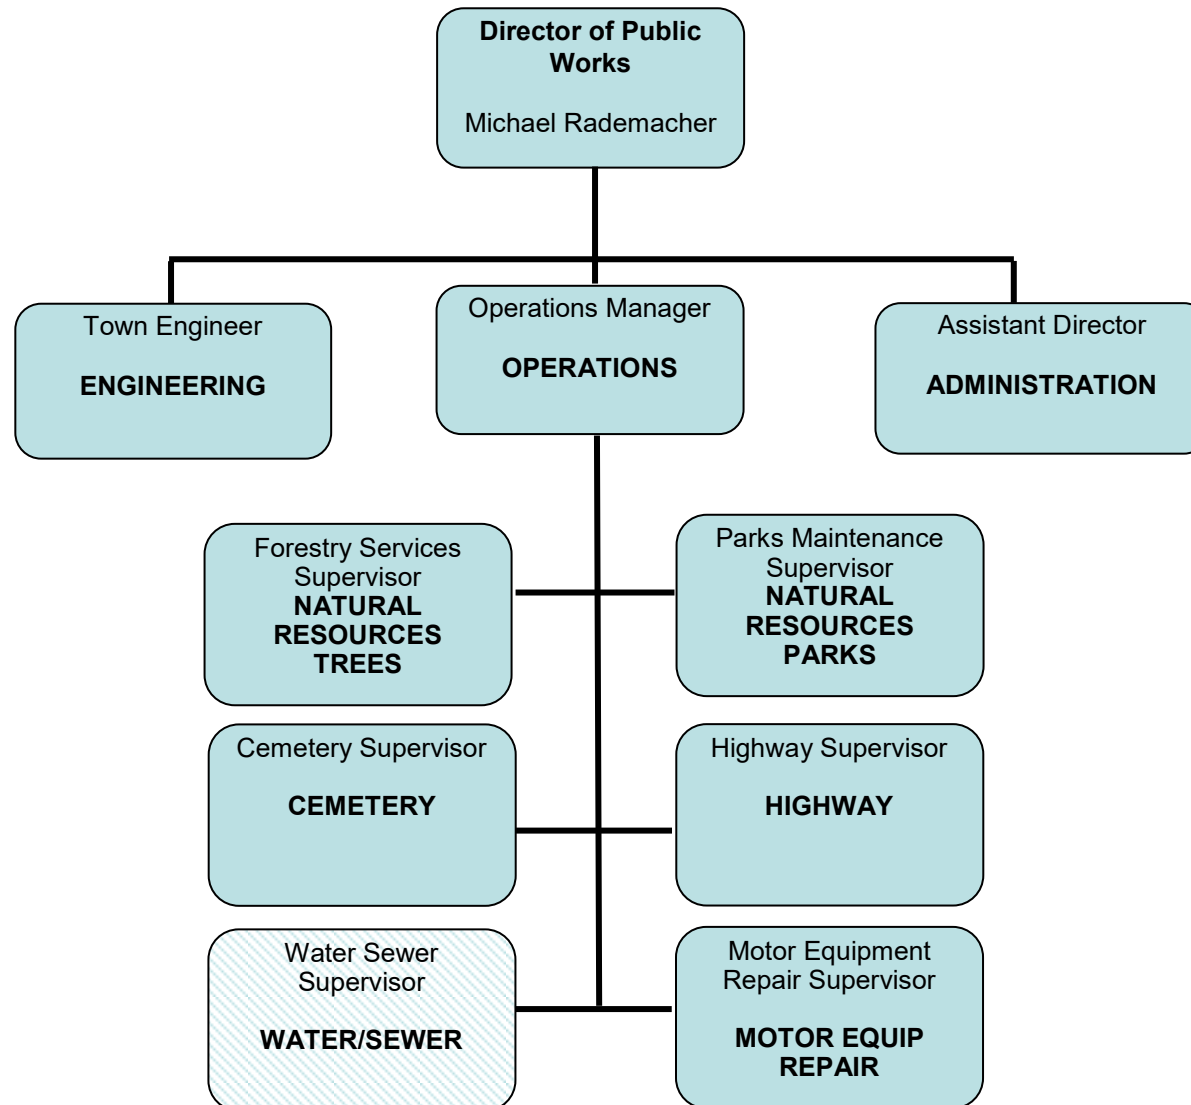 Director of Public
Works
Michael Rademacher
Town Engineer
ENGINEERING
Operations Manager
OPERATIONS
Assistant Director
ADMINISTRATION
Forestry Services
Supervisor
NATURAL
RESOURCES
TREES
Parks Maintenance
Supervisor
NATURAL
RESOURCES
PARKS
Cemetery Supervisor
CEMETERY
Highway Supervisor
HIGHWAY
Water Sewer
Supervisor
WATER/SEWER
Motor Equipment
Repair Supervisor
MOTOR EQUIP
REPAIR